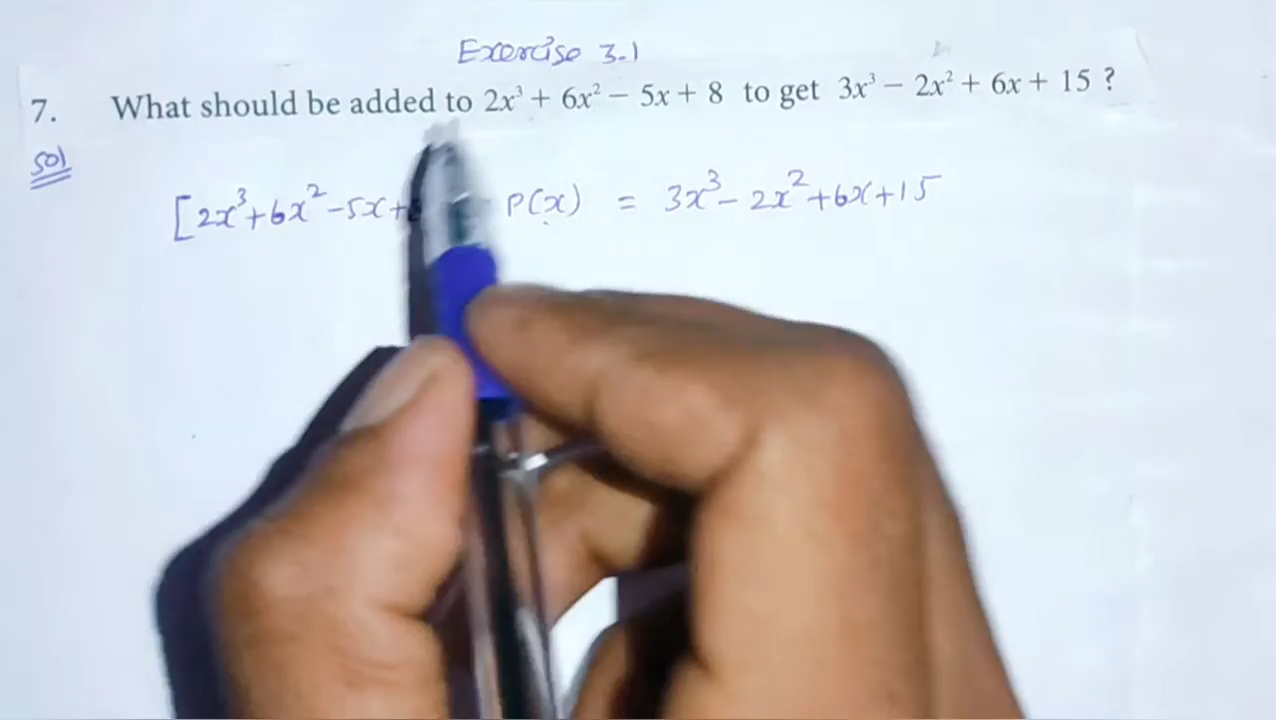 Exercise 3.1
7. What should be added to 2x³ + 6x² − 5x + 8 to get 3x³ − 2x² + 6x + 15 ?
Sol
[2x³+6x²-5x+ P(x) = 3x³-2x²+6x+15